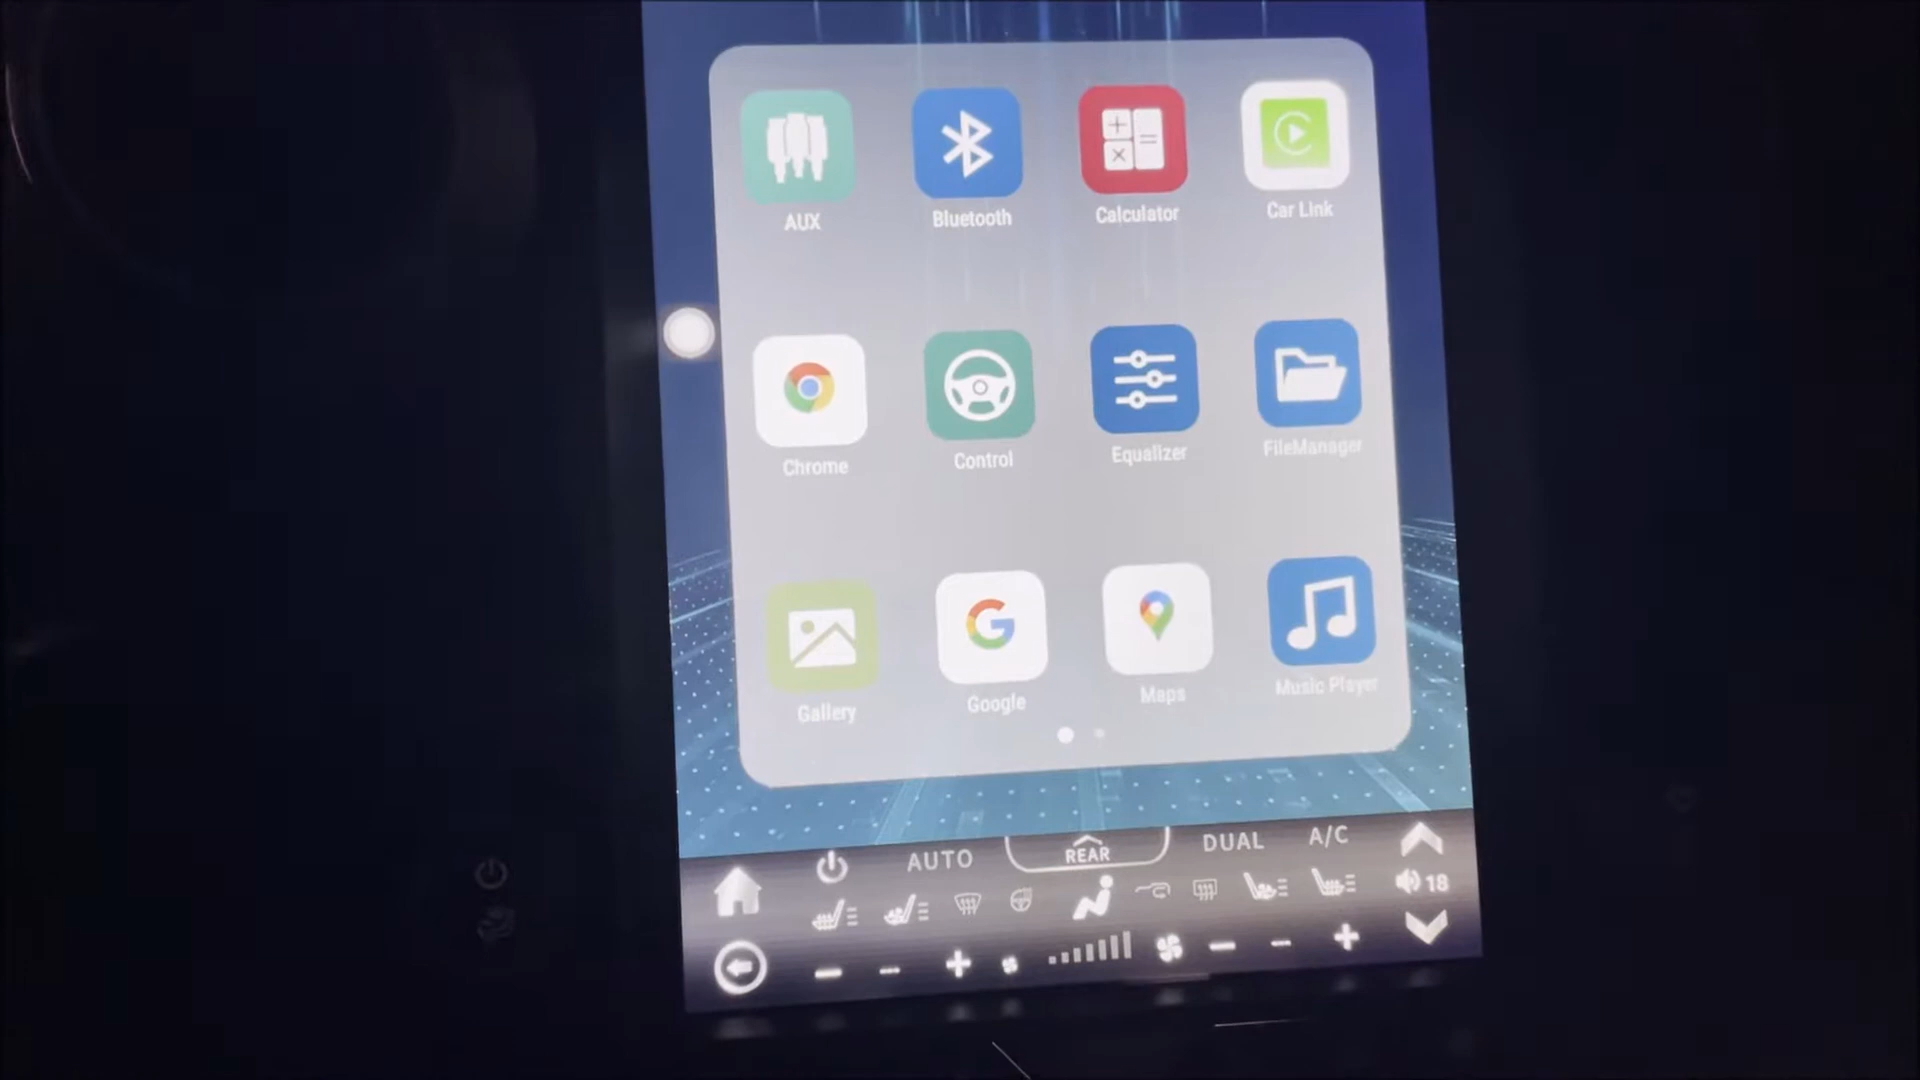 AUX
Bluetooth
Calculator
Car Link
Chrome
Control
Equalizer
FileManager
Gallery
Google
Maps
Music Player
AUTO
REAR
DUAL
A/C
18